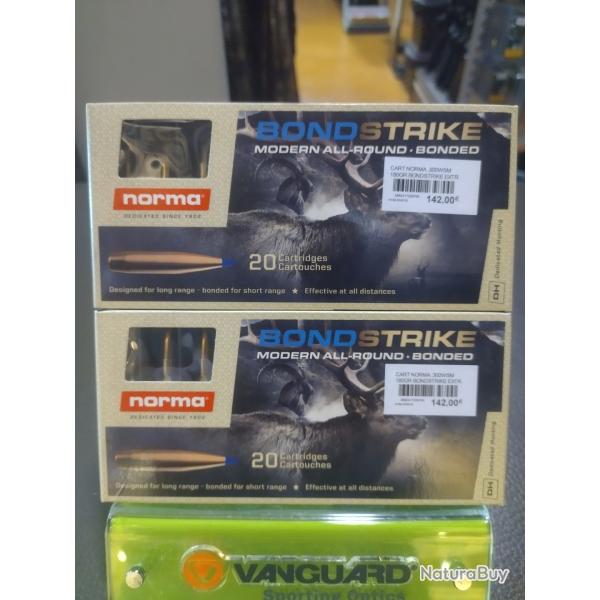 BONDSTRIKE
MODERN ALL-ROUND • BONDED
CART NORMA .300WSM
180GR BONDSTRIKE EXTR
142,00€
norma
DEDICATED SINCE 1902
20 Cartridges
Cartouches
Designed for long range - bonded for short range ★ Effective at all distances
DH Dedicated Hunting
BONDSTRIKE
MODERN ALL-ROUND • BONDED
CART NORMA .300WSM
180GR BONDSTRIKE EXTR
142,00€
norma
DEDICATED SINCE 1902
20 Cartridges
Cartouches
Designed for long range - bonded for short range ★ Effective at all distances
DH Dedicated Hunting
VANGUARD
Sporting Optics
NaturaBuy